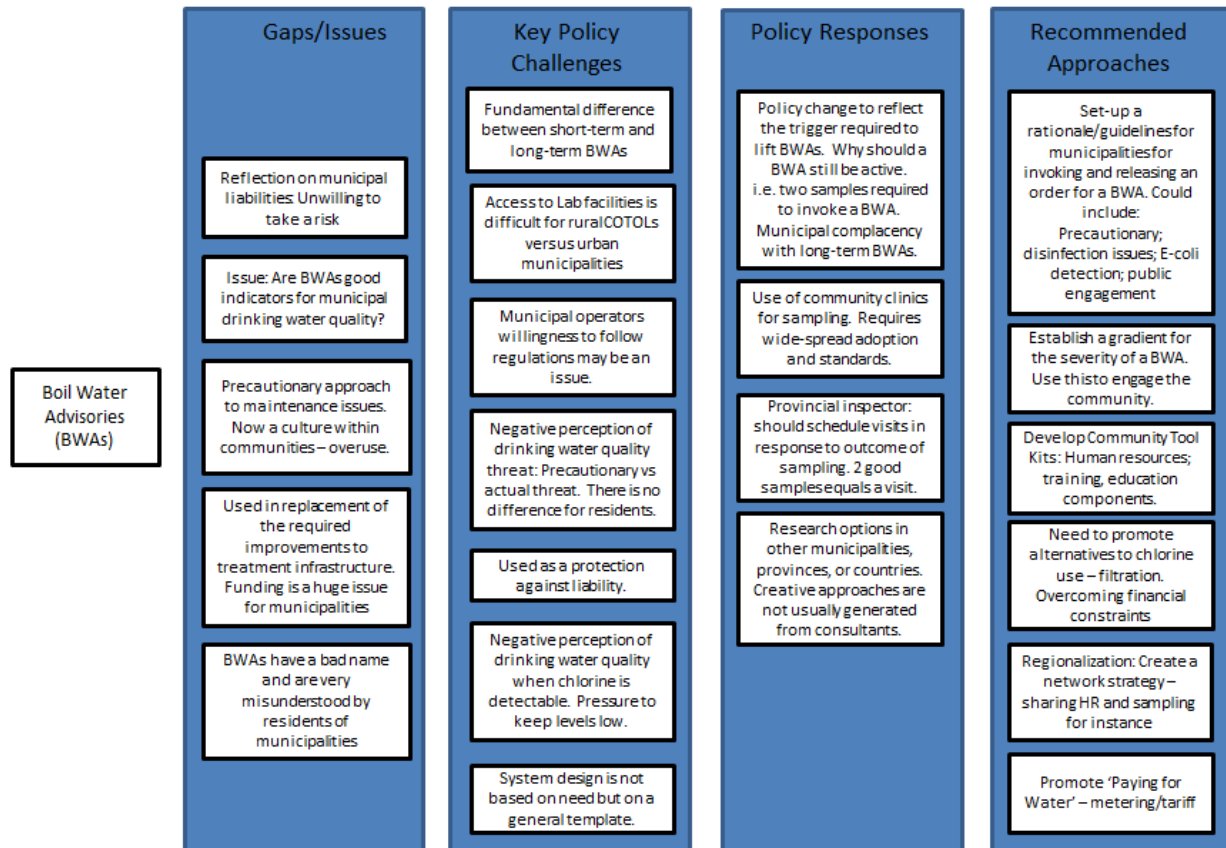 Boil Water
Advisories
(BWAs)
Gaps/Issues
Reflection on municipal
liabilities: Unwilling to
take a risk
Issue: Are BWAs good
indicators for municipal
drinking water quality?
Precautionary approach
to maintenance issues.
Now a culture within
communities – overuse.
Used in replacement of
the required
improvements to
treatment infrastructure.
Funding is a huge issue
for municipalities
BWAs have a bad name
and are very
misunderstood by
residents of
municipalities
Key Policy
Challenges
Fundamental difference
between short-term and
long-term BWAs
Access to Lab facilities is
difficult for rural COTOLs
versus urban
municipalities
Municipal operators
willingness to follow
regulations may be an
issue.
Negative perception of
drinking water quality
threat: Precautionary vs
actual threat. There is no
difference for residents.
Used as a protection
against liability.
Negative perception of
drinking water quality
when chlorine is
detectable. Pressure to
keep levels low.
System design is not
based on need but on a
general template.
Policy Responses
Policy change to reflect
the trigger required to
lift BWAs. Why should a
BWA still be active.
i.e. two samples required
to invoke a BWA.
Municipal complacency
with long-term BWAs.
Use of community clinics
for sampling. Requires
wide-spread adoption
and standards.
Provincial inspector:
should schedule visits in
response to outcome of
sampling. 2 good
samples equals a visit.
Research options in
other municipalities,
provinces, or countries.
Creative approaches are
not usually generated
from consultants.
Recommended
Approaches
Set-up a
rationale/guidelines for
municipalities for
invoking and releasing an
order for a BWA. Could
include:
Precautionary;
disinfection issues; E-coli
detection; public
engagement
Establish a gradient for
the severity of a BWA.
Use this to engage the
community.
Develop Community Tool
Kits: Human resources;
training, education
components.
Need to promote
alternatives to chlorine
use – filtration.
Overcoming financial
constraints
Regionalization: Create a
network strategy –
sharing HR and sampling
for instance
Promote 'Paying for
Water' – metering/tariff